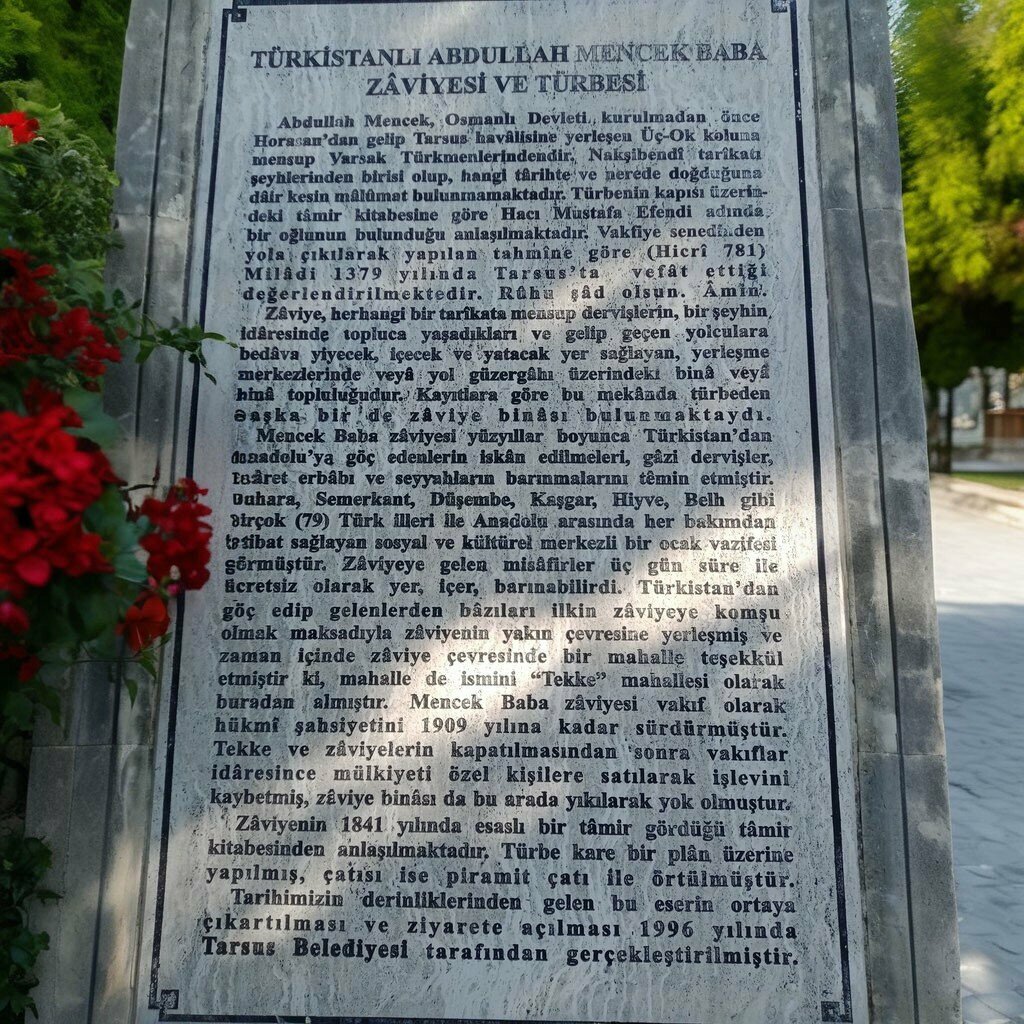 TÜRKİSTANLI ABDULLAH MENCEK BABA
ZÂVİYESİ VE TÜRBESİ
Abdullah Mencek, Osmanlı Devleti kurulmadan önce
Horasan'dan gelip Tarsus havâlisine yerleşen Üç-Ok koluna
mensup Varsak Türkmenlerindendir. Nakşibendî tarîkatı
şeyhlerinden birisi olup, hangi târihte ve nerede doğduğuna
dâir kesin mâlûmat bulunmamaktadır. Türbenin kapısı üzerin-
deki tâmir kitabesine göre Hacı Mustafa Efendi adında
bir oğlunun bulunduğu anlaşılmaktadır. Vakfiye senedinden
yola çıkılarak yapılan tahmîne göre (Hicrî 781)
Milâdi 1379 yılında Tarsus'ta vefât ettiği
değerlendirilmektedir. Rûhu şâd olsun. Âmin.
Zâviye, herhangi bir tarîkata mensup dervişlerin, bir şeyhin
idâresinde topluca yaşadıkları ve gelip geçen yolculara
bedâva yiyecek, içecek ve yatacak yer sağlayan, yerleşme
merkezlerinde veyâ yol güzergâhı üzerindeki binâ veyâ
binâ topluluğudur. Kayıtlara göre bu mekânda türbeden
başka bir de zâviye binâsı bulunmaktaydı.
Mencek Baba zâviyesi yüzyıllar boyunca Türkistan'dan
Anadolu'ya göç edenlerin iskân edilmeleri, gâzi dervişler,
ticâret erbâbı ve seyyahların barınmalarını têmin etmiştir.
Buhara, Semerkant, Düşembe, Kaşgar, Hiyve, Belh gibi
birçok (79) Türk illeri ile Anadolu arasında her bakımdan
irtibat sağlayan sosyal ve kültürel merkezli bir ocak vazifesi
görmüştür. Zâviyeye gelen misâfirler üç gün süre ile
ücretsiz olarak yer, içer, barınabilirdi. Türkistan'dan
göç edip gelenlerden bâzıları ilkin zâviyeye komşu
olmak maksadıyla zâviyenin yakın çevresine yerleşmiş ve
zaman içinde zâviye çevresinde bir mahalle teşekkül
etmiştir ki, mahalle de ismini “Tekke” mahallesi olarak
buradan almıştır. Mencek Baba zâviyesi vakıf olarak
hükmî şahsiyetini 1909 yılına kadar sürdürmüştür.
Tekke ve zâviyelerin kapatılmasından sonra vakıflar
idâresince mülkiyeti özel kişilere satılarak işlevini
kaybetmiş, zâviye binâsı da bu arada yıkılarak yok olmuştur.
Zâviyenin 1841 yılında esaslı bir tâmir gördüğü tâmir
kitabesinden anlaşılmaktadır. Türbe kare bir plân üzerine
yapılmış, çatısı ise piramit çatı ile örtülmüştür.
Tarihimizin derinliklerinden gelen bu eserin ortaya
çıkartılması ve ziyarete açılması 1996 yılında
Tarsus Belediyesi tarafından gerçekleştirilmiştir.